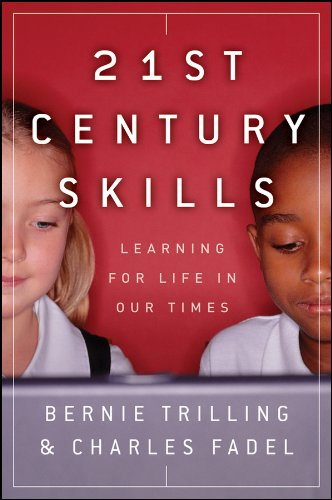 21ST
CENTURY
SKILLS
LEARNING
FOR LIFE IN
OUR TIMES
BERNIE TRILLING
& CHARLES FADEL